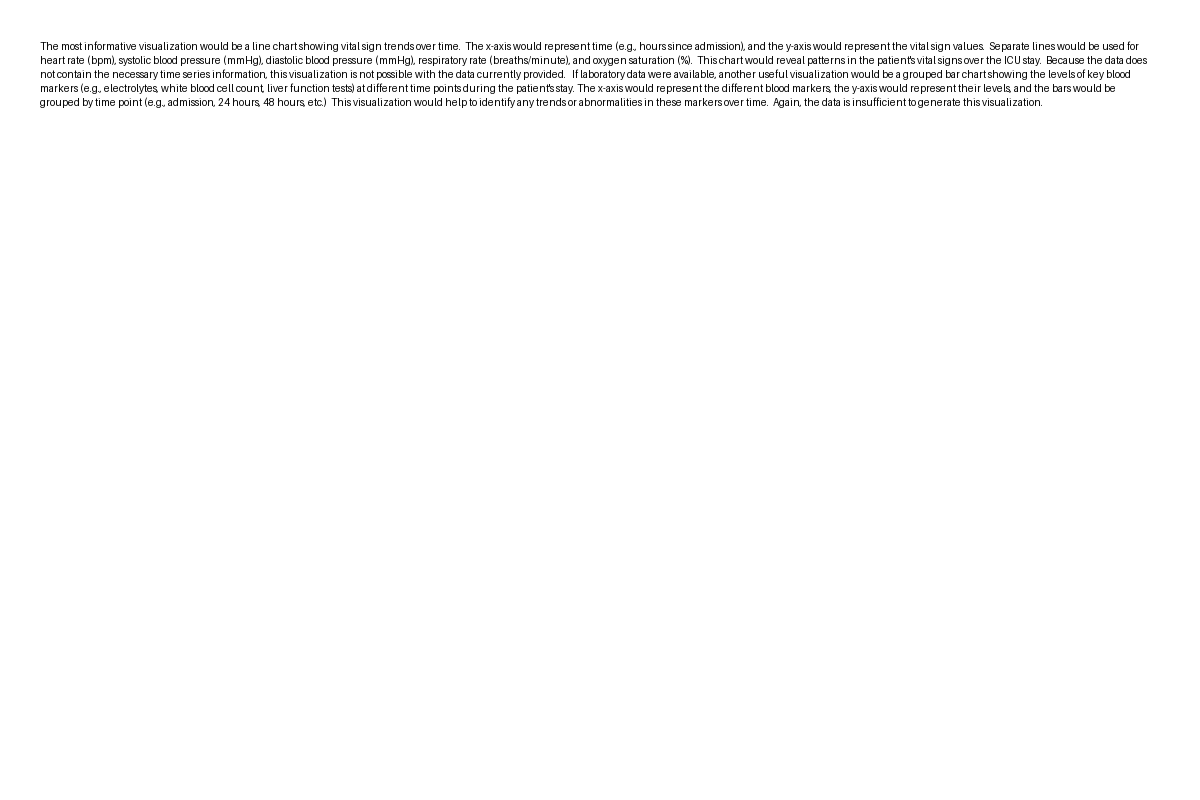 The most informative visualization would be a line chart showing vital sign trends over time.  The x-axis would represent time (e.g., hours since admission), and the y-axis would represent the vital sign values.  Separate lines would be used for
heart rate (bpm), systolic blood pressure (mmHg), diastolic blood pressure (mmHg), respiratory rate (breaths/minute), and oxygen saturation (%).  This chart would reveal patterns in the patient's vital signs over the ICU stay.  Because the data does
not contain the necessary time series information, this visualization is not possible with the data currently provided.   If laboratory data were available, another useful visualization would be a grouped bar chart showing the levels of key blood
markers (e.g., electrolytes, white blood cell count, liver function tests) at different time points during the patient's stay. The x-axis would represent the different blood markers, the y-axis would represent their levels, and the bars would be
grouped by time point (e.g., admission, 24 hours, 48 hours, etc.)  This visualization would help to identify any trends or abnormalities in these markers over time.  Again, the data is insufficient to generate this visualization.